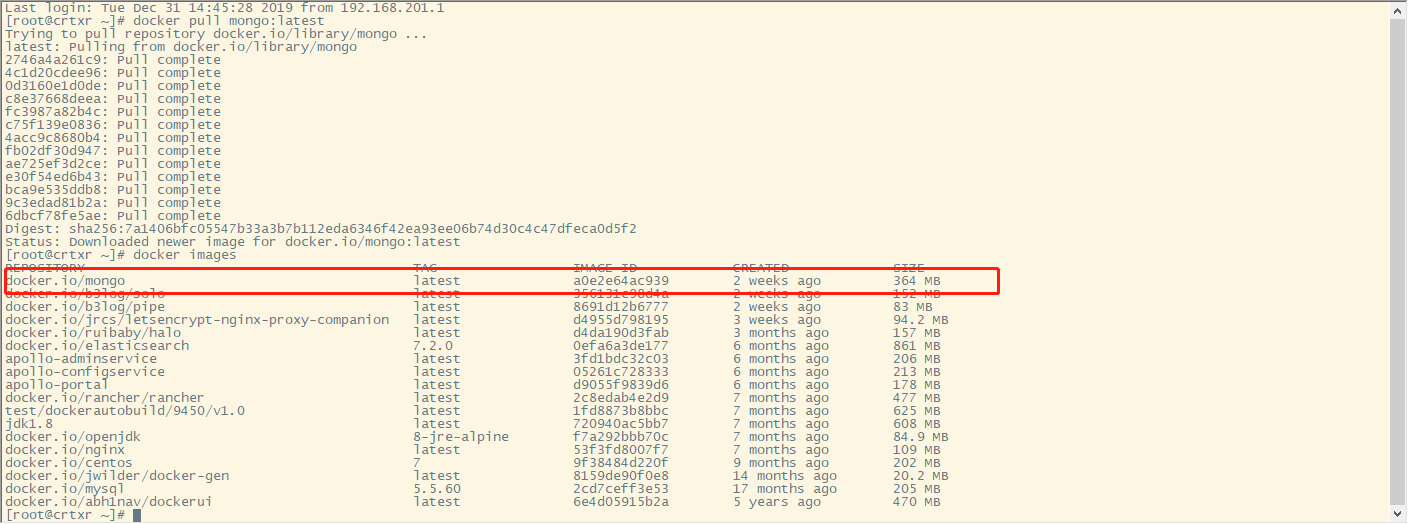 Last login: Tue Dec 31 14:45:28 2019 from 192.168.201.1
[root@crtxr ~]# docker pull mongo:latest
Trying to pull repository docker.io/library/mongo ...
latest: Pulling from docker.io/library/mongo
2746a4a261c9: Pull complete
4c1d20cdee96: Pull complete
0d3160e1d0de: Pull complete
c8e37668deea: Pull complete
fc3987a82b4c: Pull complete
c75f139e0836: Pull complete
4acc9c8680b4: Pull complete
fb02df30d947: Pull complete
ae725ef3d2ce: Pull complete
e30f54ed6b43: Pull complete
bca9e535ddb8: Pull complete
9c3edad81b2a: Pull complete
6dbcf78fe5ae: Pull complete
Digest: sha256:7a1406bfc05547b33a3b7b112eda6346f42ea93ee06b74d30c4c47dfeca0d5f2
Status: Downloaded newer image for docker.io/mongo:latest
[root@crtxr ~]# docker images
REPOSITORY TAG IMAGE ID CREATED SIZE
docker.io/mongo latest a0e2e64ac939 2 weeks ago 364 MB
docker.io/b3log/solo latest 356131c98d4a 2 weeks ago 152 MB
docker.io/b3log/pipe latest 8691d12b6777 2 weeks ago 83 MB
docker.io/jrcs/letsencrypt-nginx-proxy-companion latest d4955d798195 3 weeks ago 94.2 MB
docker.io/ruibaby/halo latest d4da190d3fab 3 months ago 157 MB
docker.io/elasticsearch 7.2.0 0efa6a3de177 6 months ago 861 MB
apollo-adminservice latest 3fd1bdc32c03 6 months ago 206 MB
apollo-configservice latest 05261c728333 6 months ago 213 MB
apollo-portal latest d9055f9839d6 6 months ago 178 MB
docker.io/rancher/rancher latest 2c8edab4e2d9 7 months ago 477 MB
test/dockerautobuild/9450/v1.0 latest 1fd8873b8bbc 7 months ago 625 MB
jdk1.8 latest 720940ac5bb7 7 months ago 608 MB
docker.io/openjdk 8-jre-alpine f7a292bbb70c 7 months ago 84.9 MB
docker.io/nginx latest 53f3fd8007f7 7 months ago 109 MB
docker.io/centos 7 9f38484d220f 9 months ago 202 MB
docker.io/jwilder/docker-gen latest 8159de90f0e8 14 months ago 20.2 MB
docker.io/mysql 5.5.60 2cd7ceff3e53 17 months ago 205 MB
docker.io/abh1nav/dockerui latest 6e4d05915b2a 5 years ago 470 MB
[root@crtxr ~]#